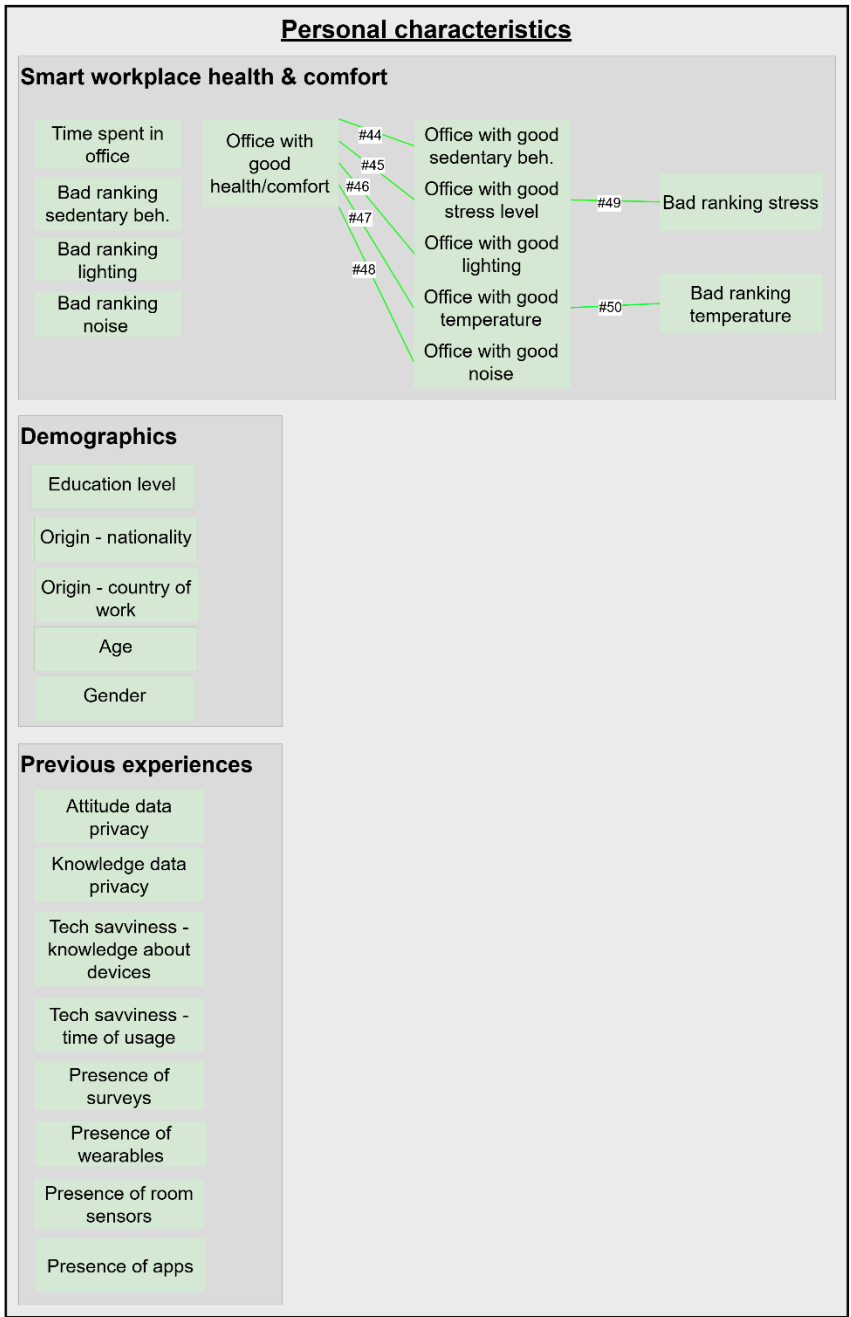 Personal characteristics
Smart workplace health & comfort
Time spent in
office
Bad ranking
sedentary beh.
Bad ranking
lighting
Bad ranking
noise
Office with
good
health/comfort
#44
#45
#46
#47
#48
Office with good
sedentary beh.
Office with good
stress level
Office with good
lighting
Office with good
temperature
Office with good
noise
#49
#50
Bad ranking stress
Bad ranking
temperature
Demographics
Education level
Origin - nationality
Origin - country of
work
Age
Gender
Previous experiences
Attitude data
privacy
Knowledge data
privacy
Tech savviness -
knowledge about
devices
Tech savviness -
time of usage
Presence of
surveys
Presence of
wearables
Presence of room
sensors
Presence of apps